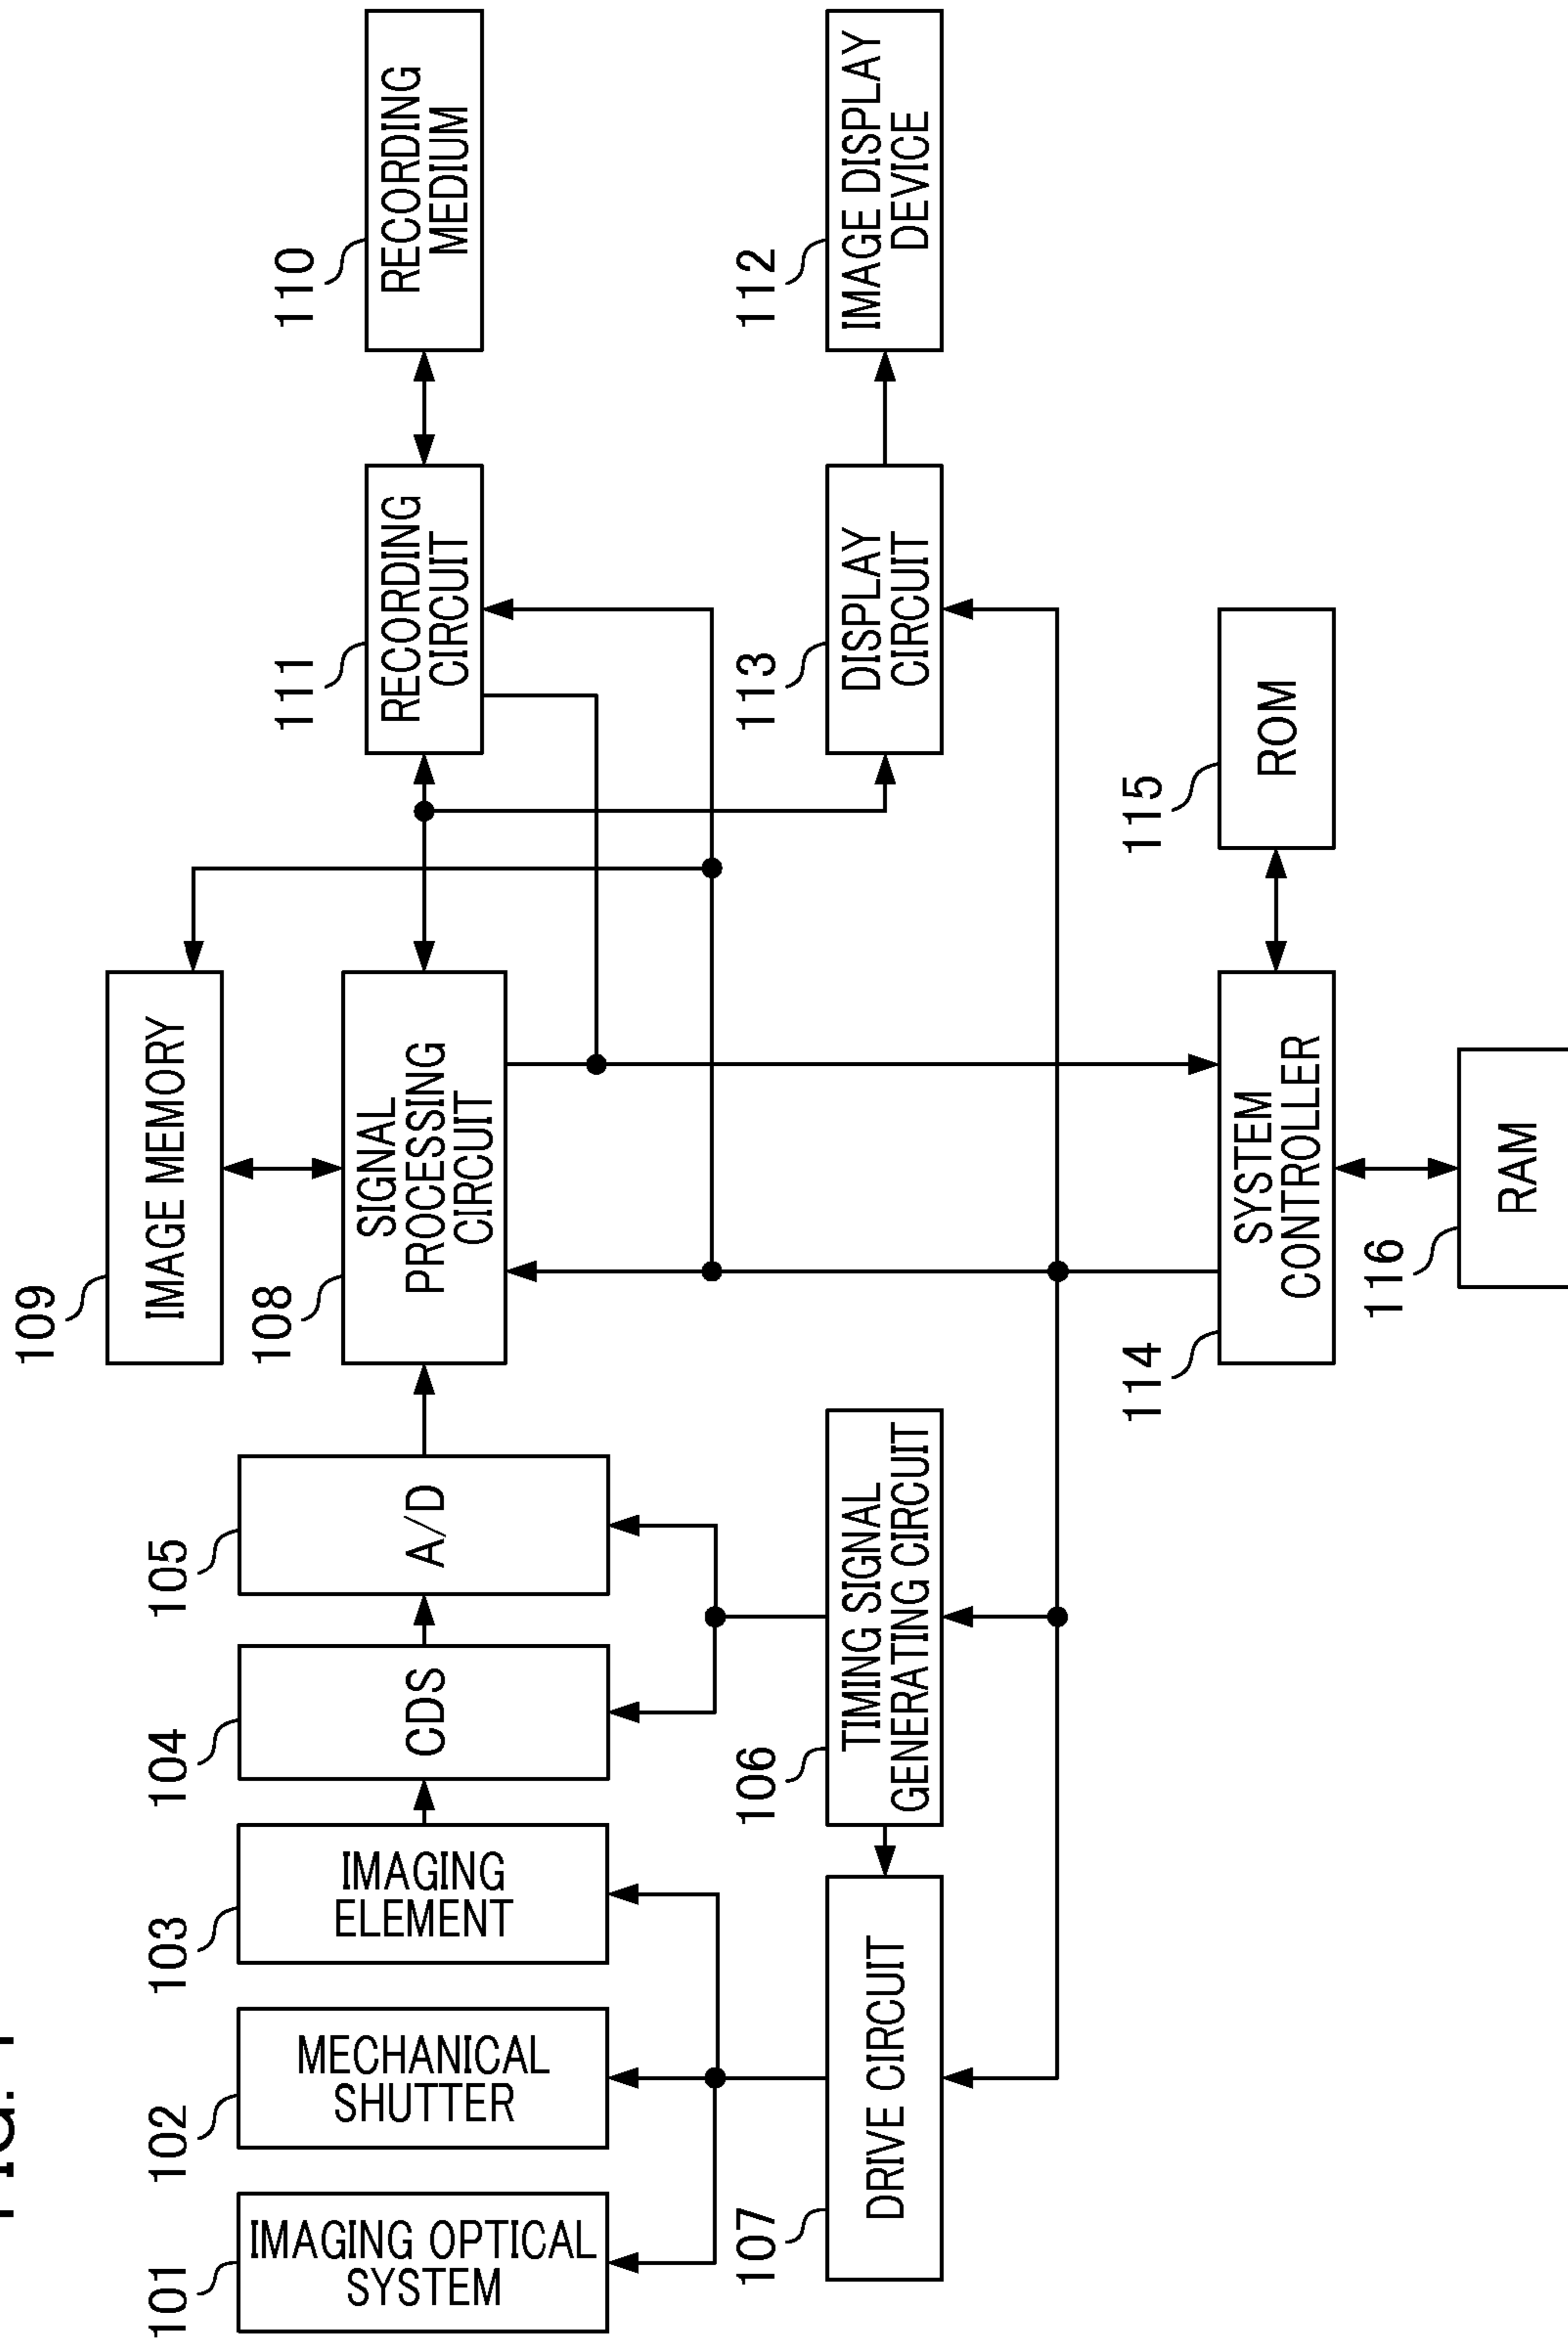 109
IMAGE MEMORY
101
IMAGING OPTICAL
SYSTEM
102
MECHANICAL
SHUTTER
103
IMAGING
ELEMENT
104
CDS
105
A/D
108
SIGNAL
PROCESSING
CIRCUIT
111
RECORDING
CIRCUIT
110
RECORDING
MEDIUM
107
DRIVE CIRCUIT
106
TIMING SIGNAL
GENERATING CIRCUIT
113
DISPLAY
CIRCUIT
112
IMAGE DISPLAY
DEVICE
114
SYSTEM
CONTROLLER
115
ROM
116
RAM